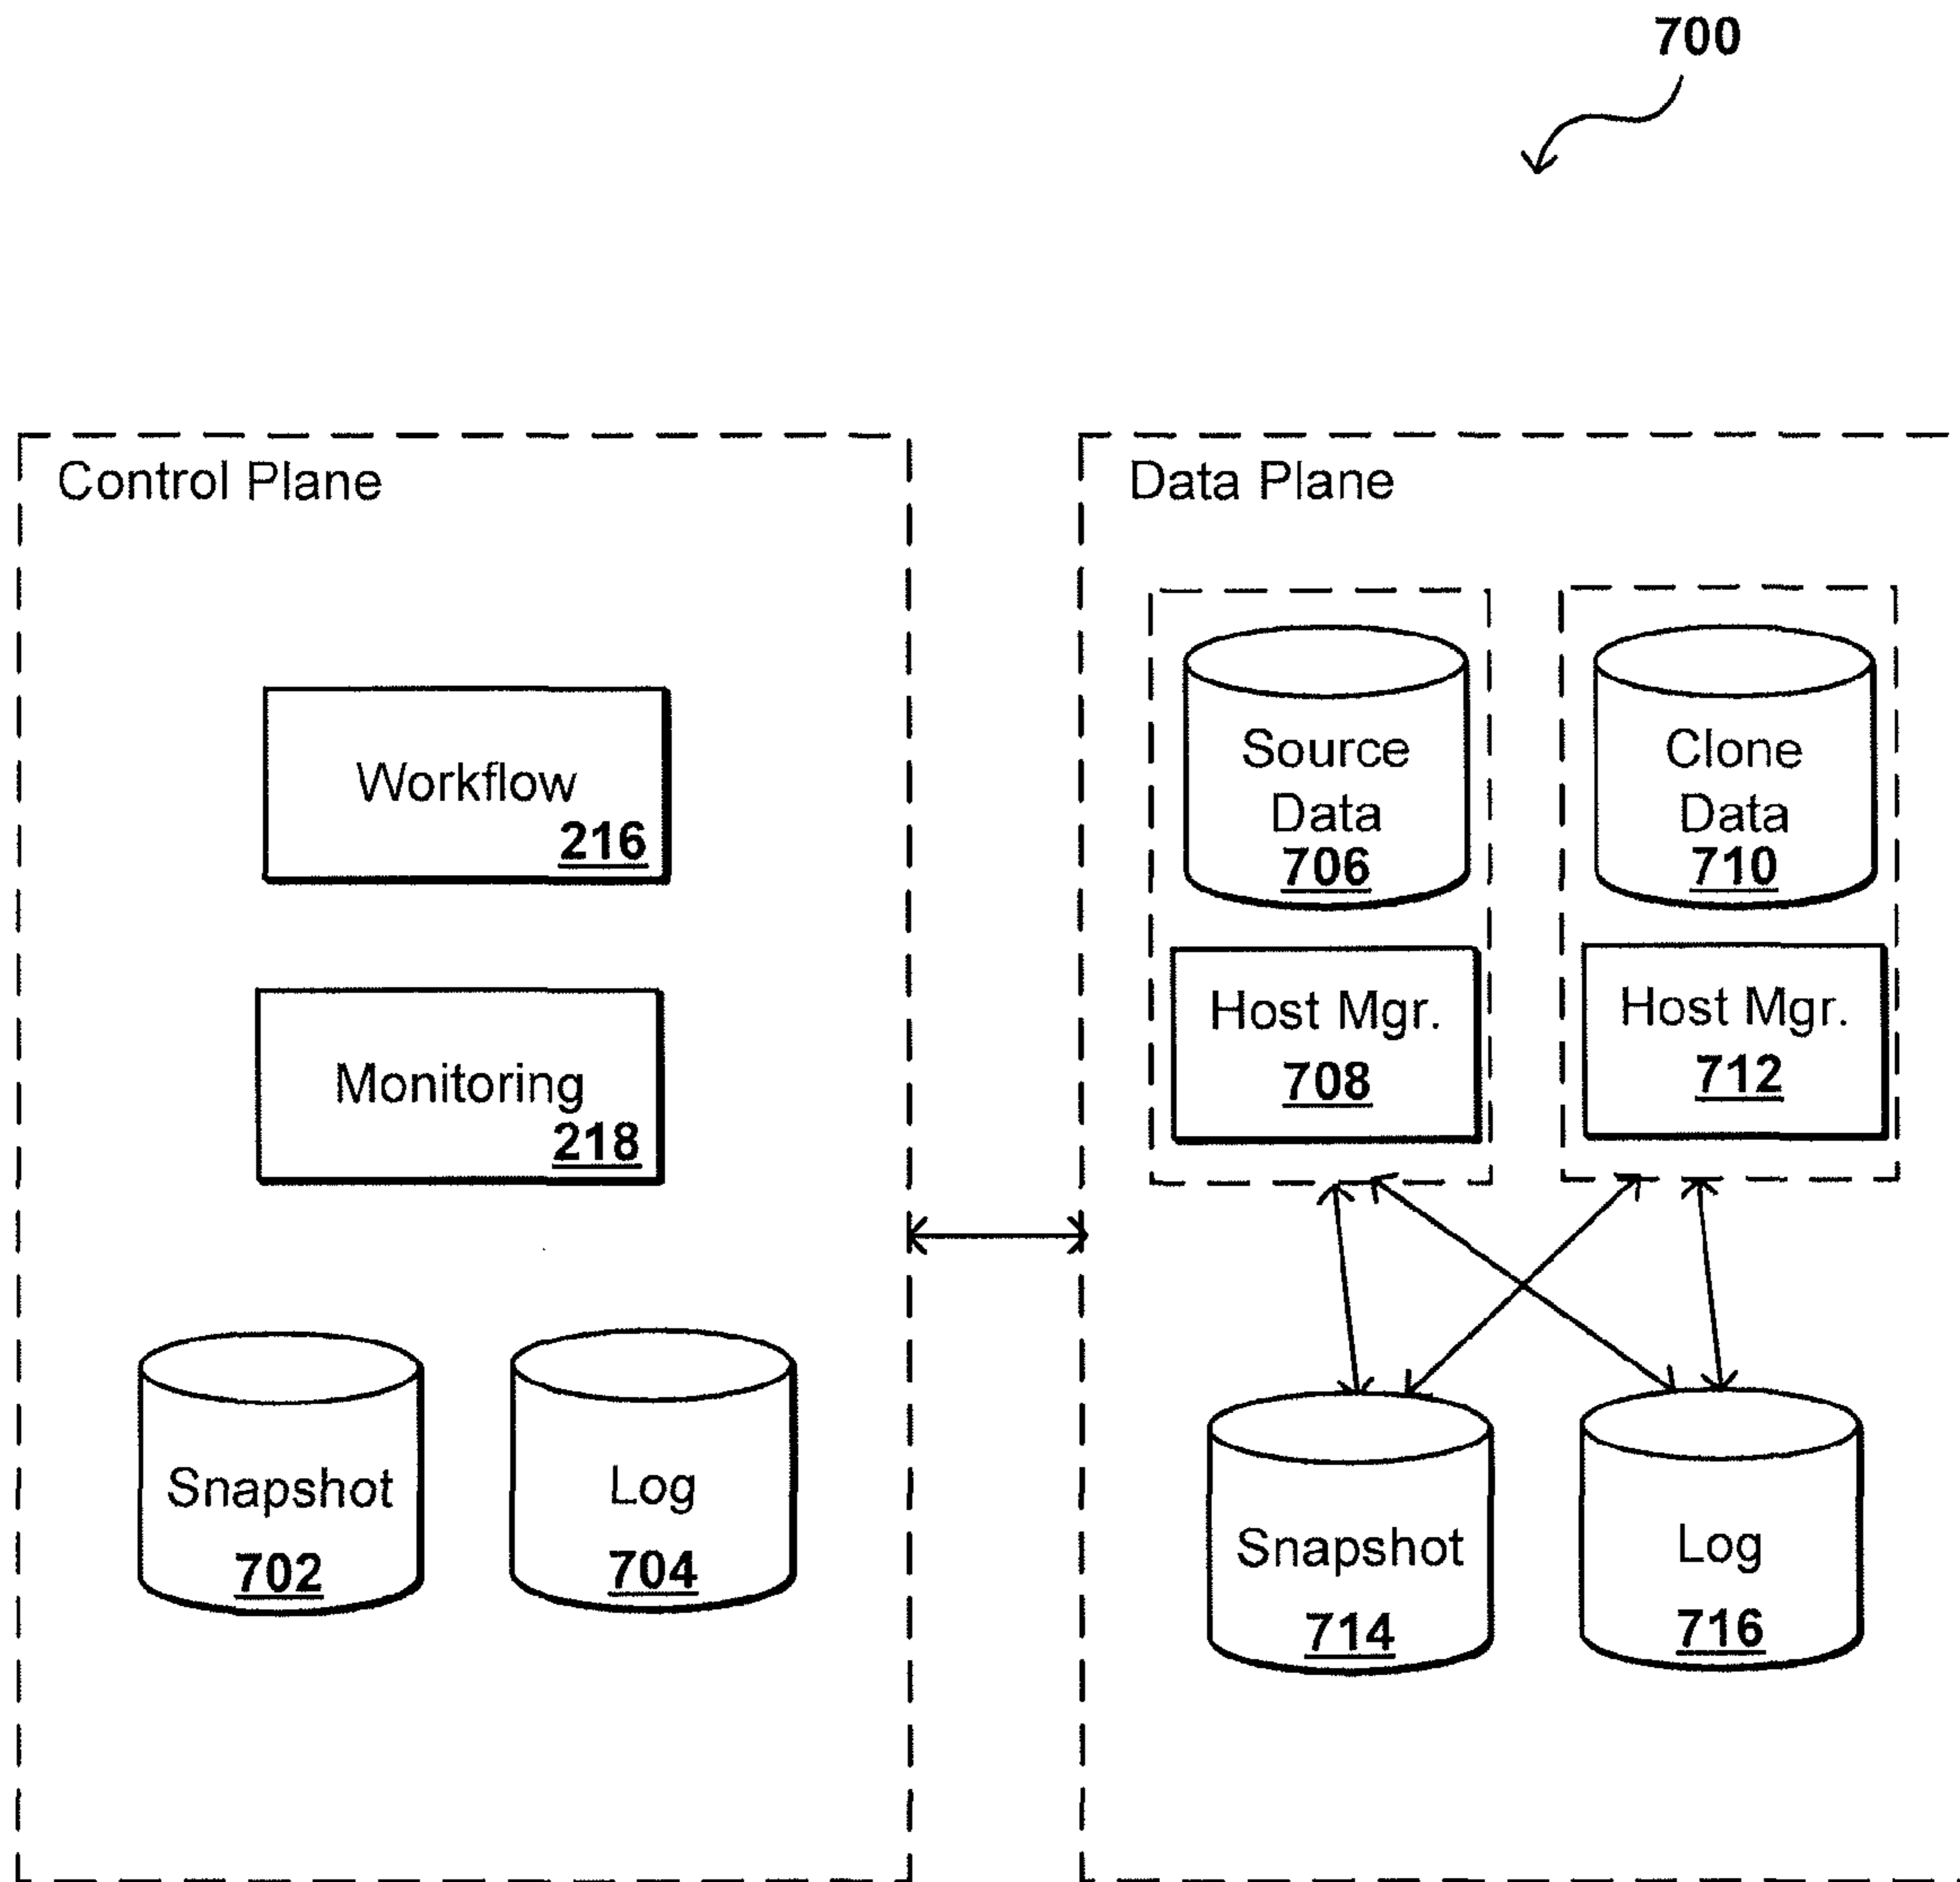 700
Control Plane
Workflow
216
Monitoring
218
Snapshot
702
Log
704
Data Plane
Source
Data
706
Host Mgr.
708
Clone
Data
710
Host Mgr.
712
Snapshot
714
Log
716